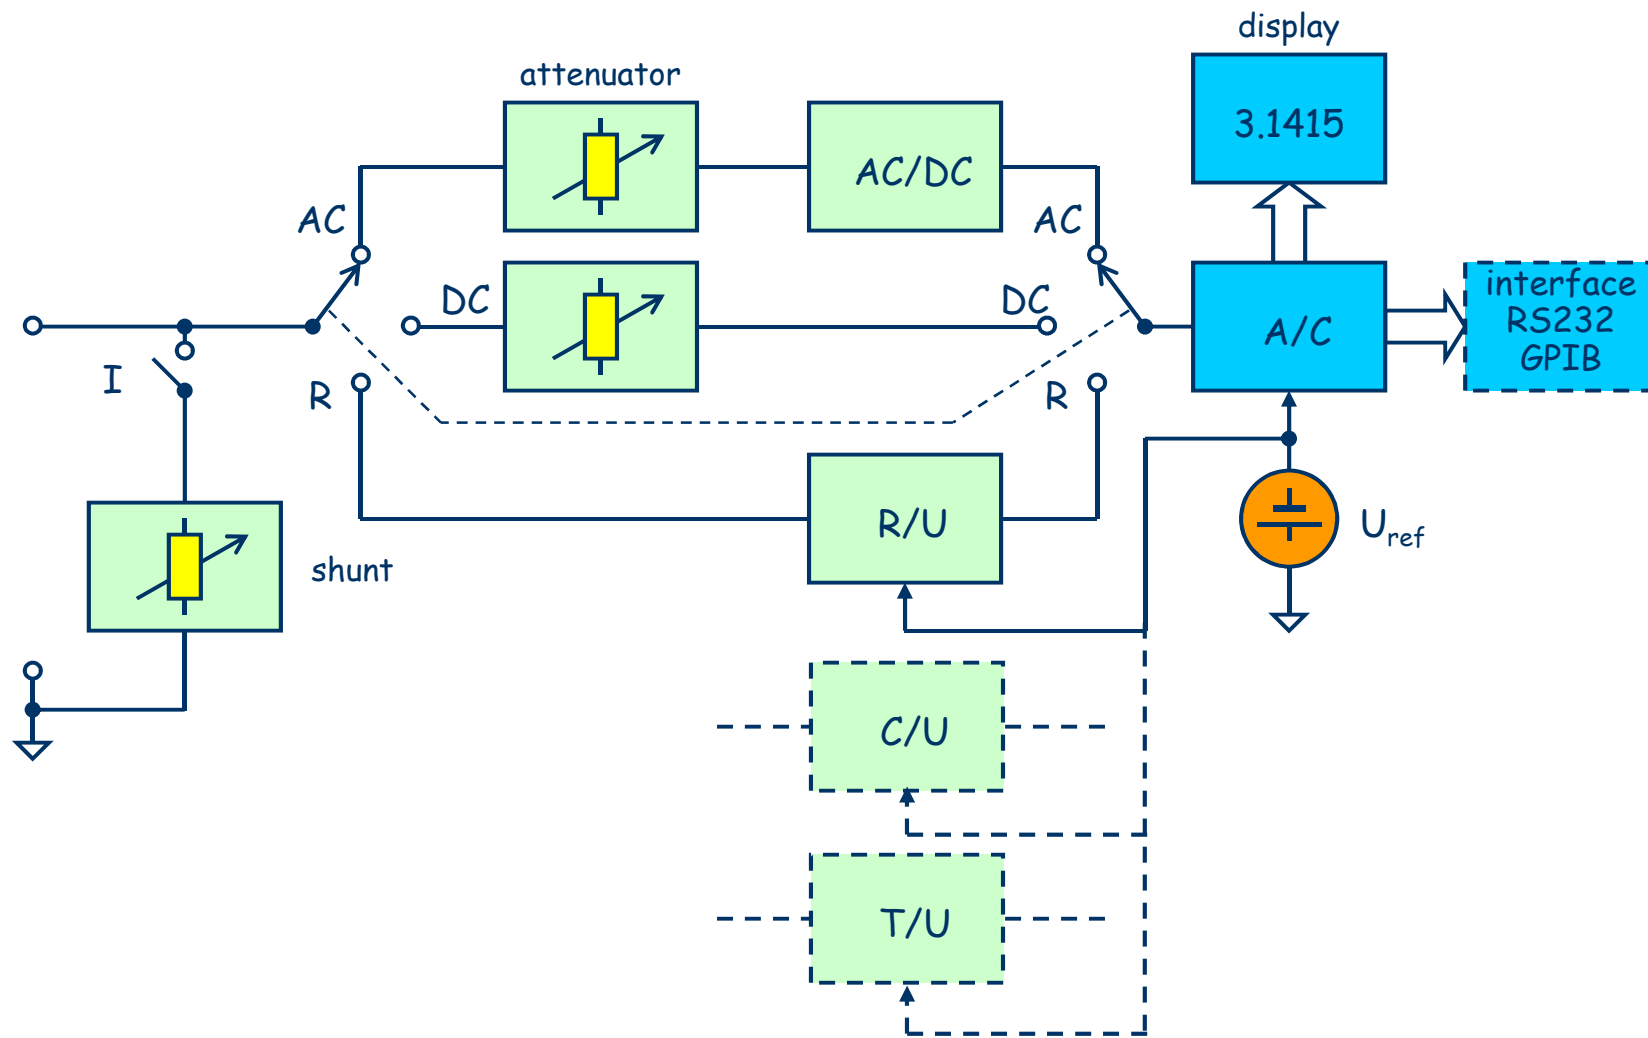 display
attenuator
3.1415
AC/DC
AC
AC
DC
DC
A/C
interface
RS232
GPIB
I
R
R
R/U
Uref
shunt
C/U
T/U